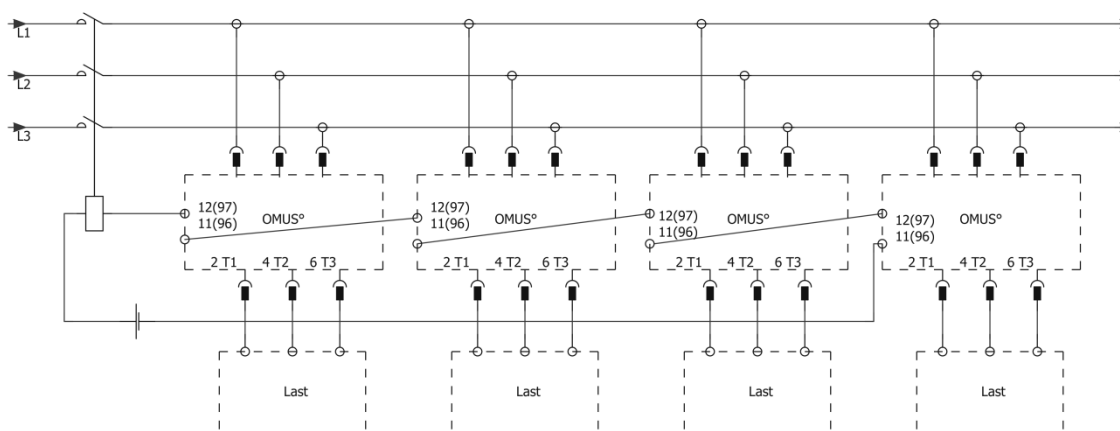 L1
L2
L3
12(97)
11(96)
OMUS°
12(97)
11(96)
OMUS°
12(97)
11(96)
OMUS°
12(97)
11(96)
OMUS°
2 T1 4 T2 6 T3
2 T1 4 T2 6 T3
2 T1 4 T2 6 T3
2 T1 4 T2 6 T3
Last
Last
Last
Last